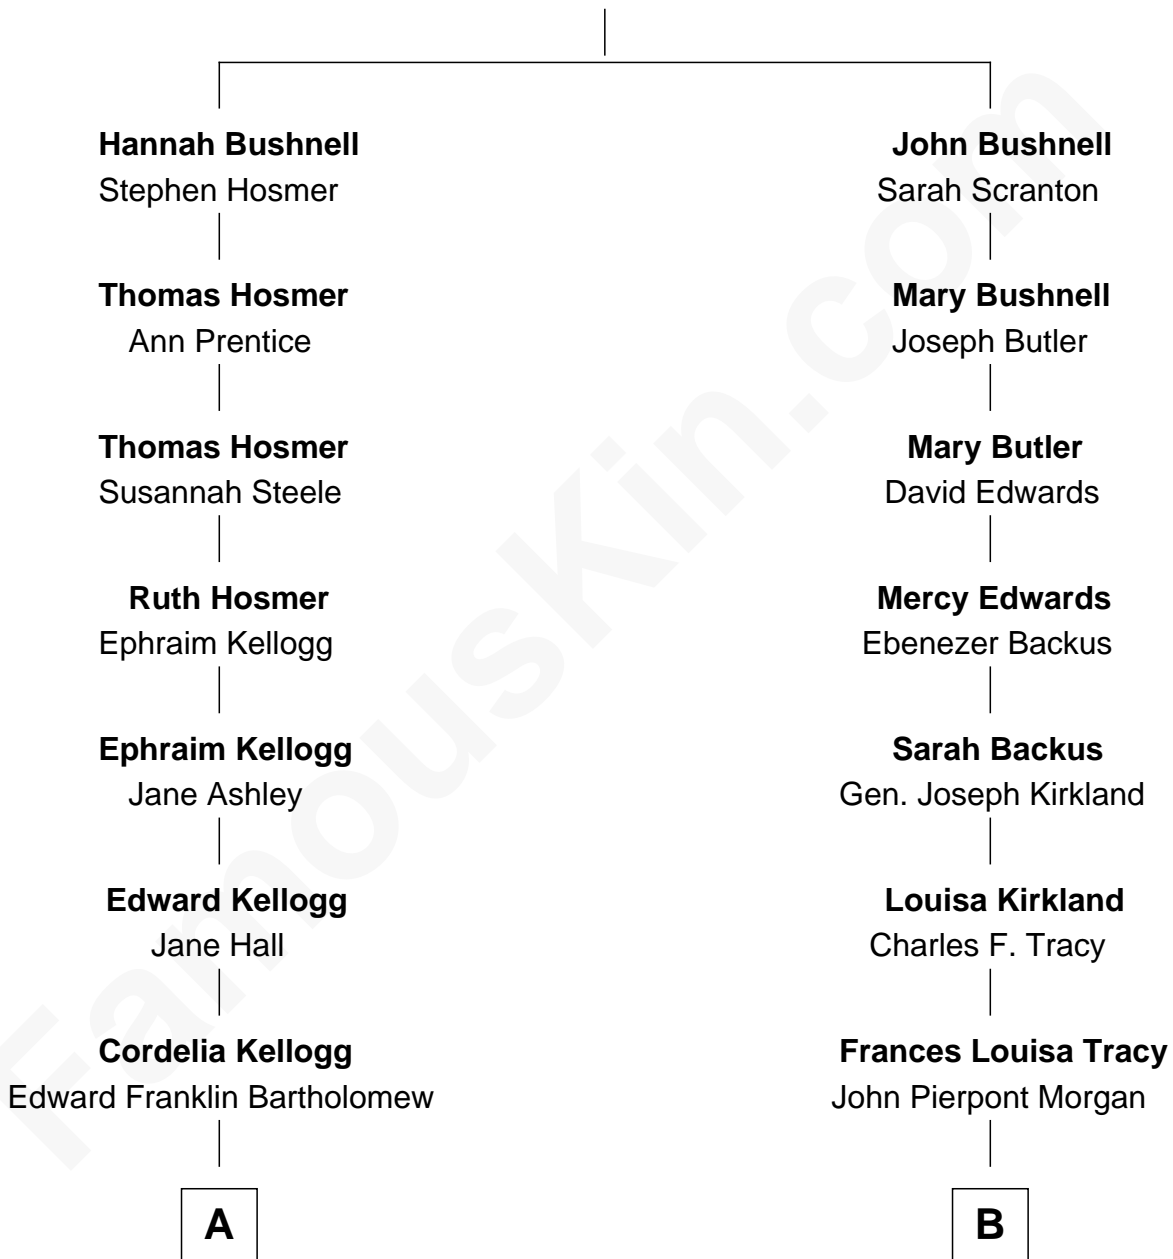 Hannah Bushnell
Stephen Hosmer
Thomas Hosmer
Ann Prentice
Thomas Hosmer
Susannah Steele
Ruth Hosmer
Ephraim Kellogg
Ephraim Kellogg
Jane Ashley
Edward Kellogg
Jane Hall
Cordelia Kellogg
Edward Franklin Bartholomew
A
John Bushnell
Sarah Scranton
Mary Bushnell
Joseph Butler
Mary Butler
David Edwards
Mercy Edwards
Ebenezer Backus
Sarah Backus
Gen. Joseph Kirkland
Louisa Kirkland
Charles F. Tracy
Frances Louisa Tracy
John Pierpont Morgan
B
FamousKin.com